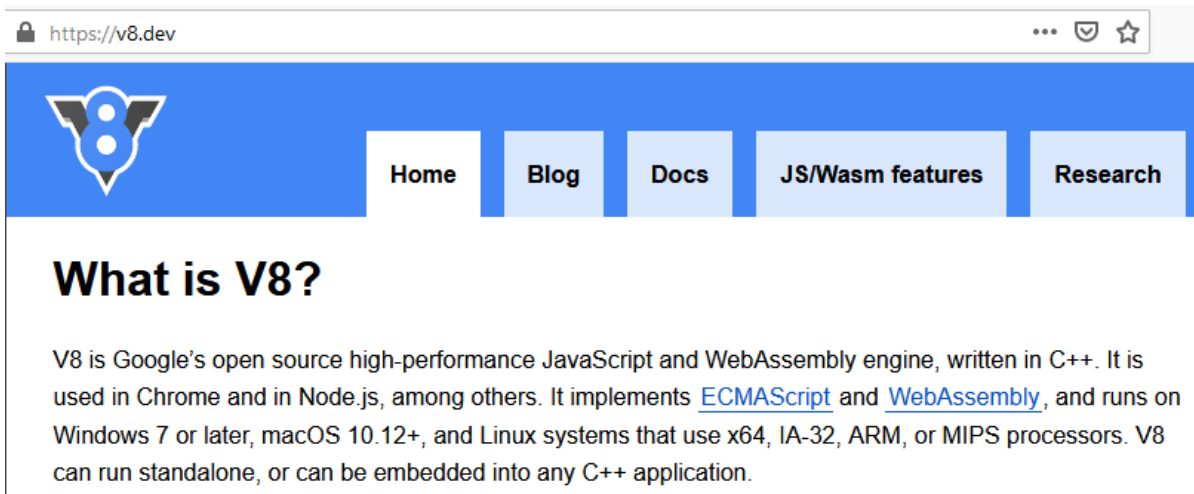 https://v8.dev
Home Blog Docs JS/Wasm features Research
What is V8?
V8 is Google’s open source high-performance JavaScript and WebAssembly engine, written in C++. It is
used in Chrome and in Node.js, among others. It implements ECMAScript and WebAssembly, and runs on
Windows 7 or later, macOS 10.12+, and Linux systems that use x64, IA-32, ARM, or MIPS processors. V8
can run standalone, or can be embedded into any C++ application.